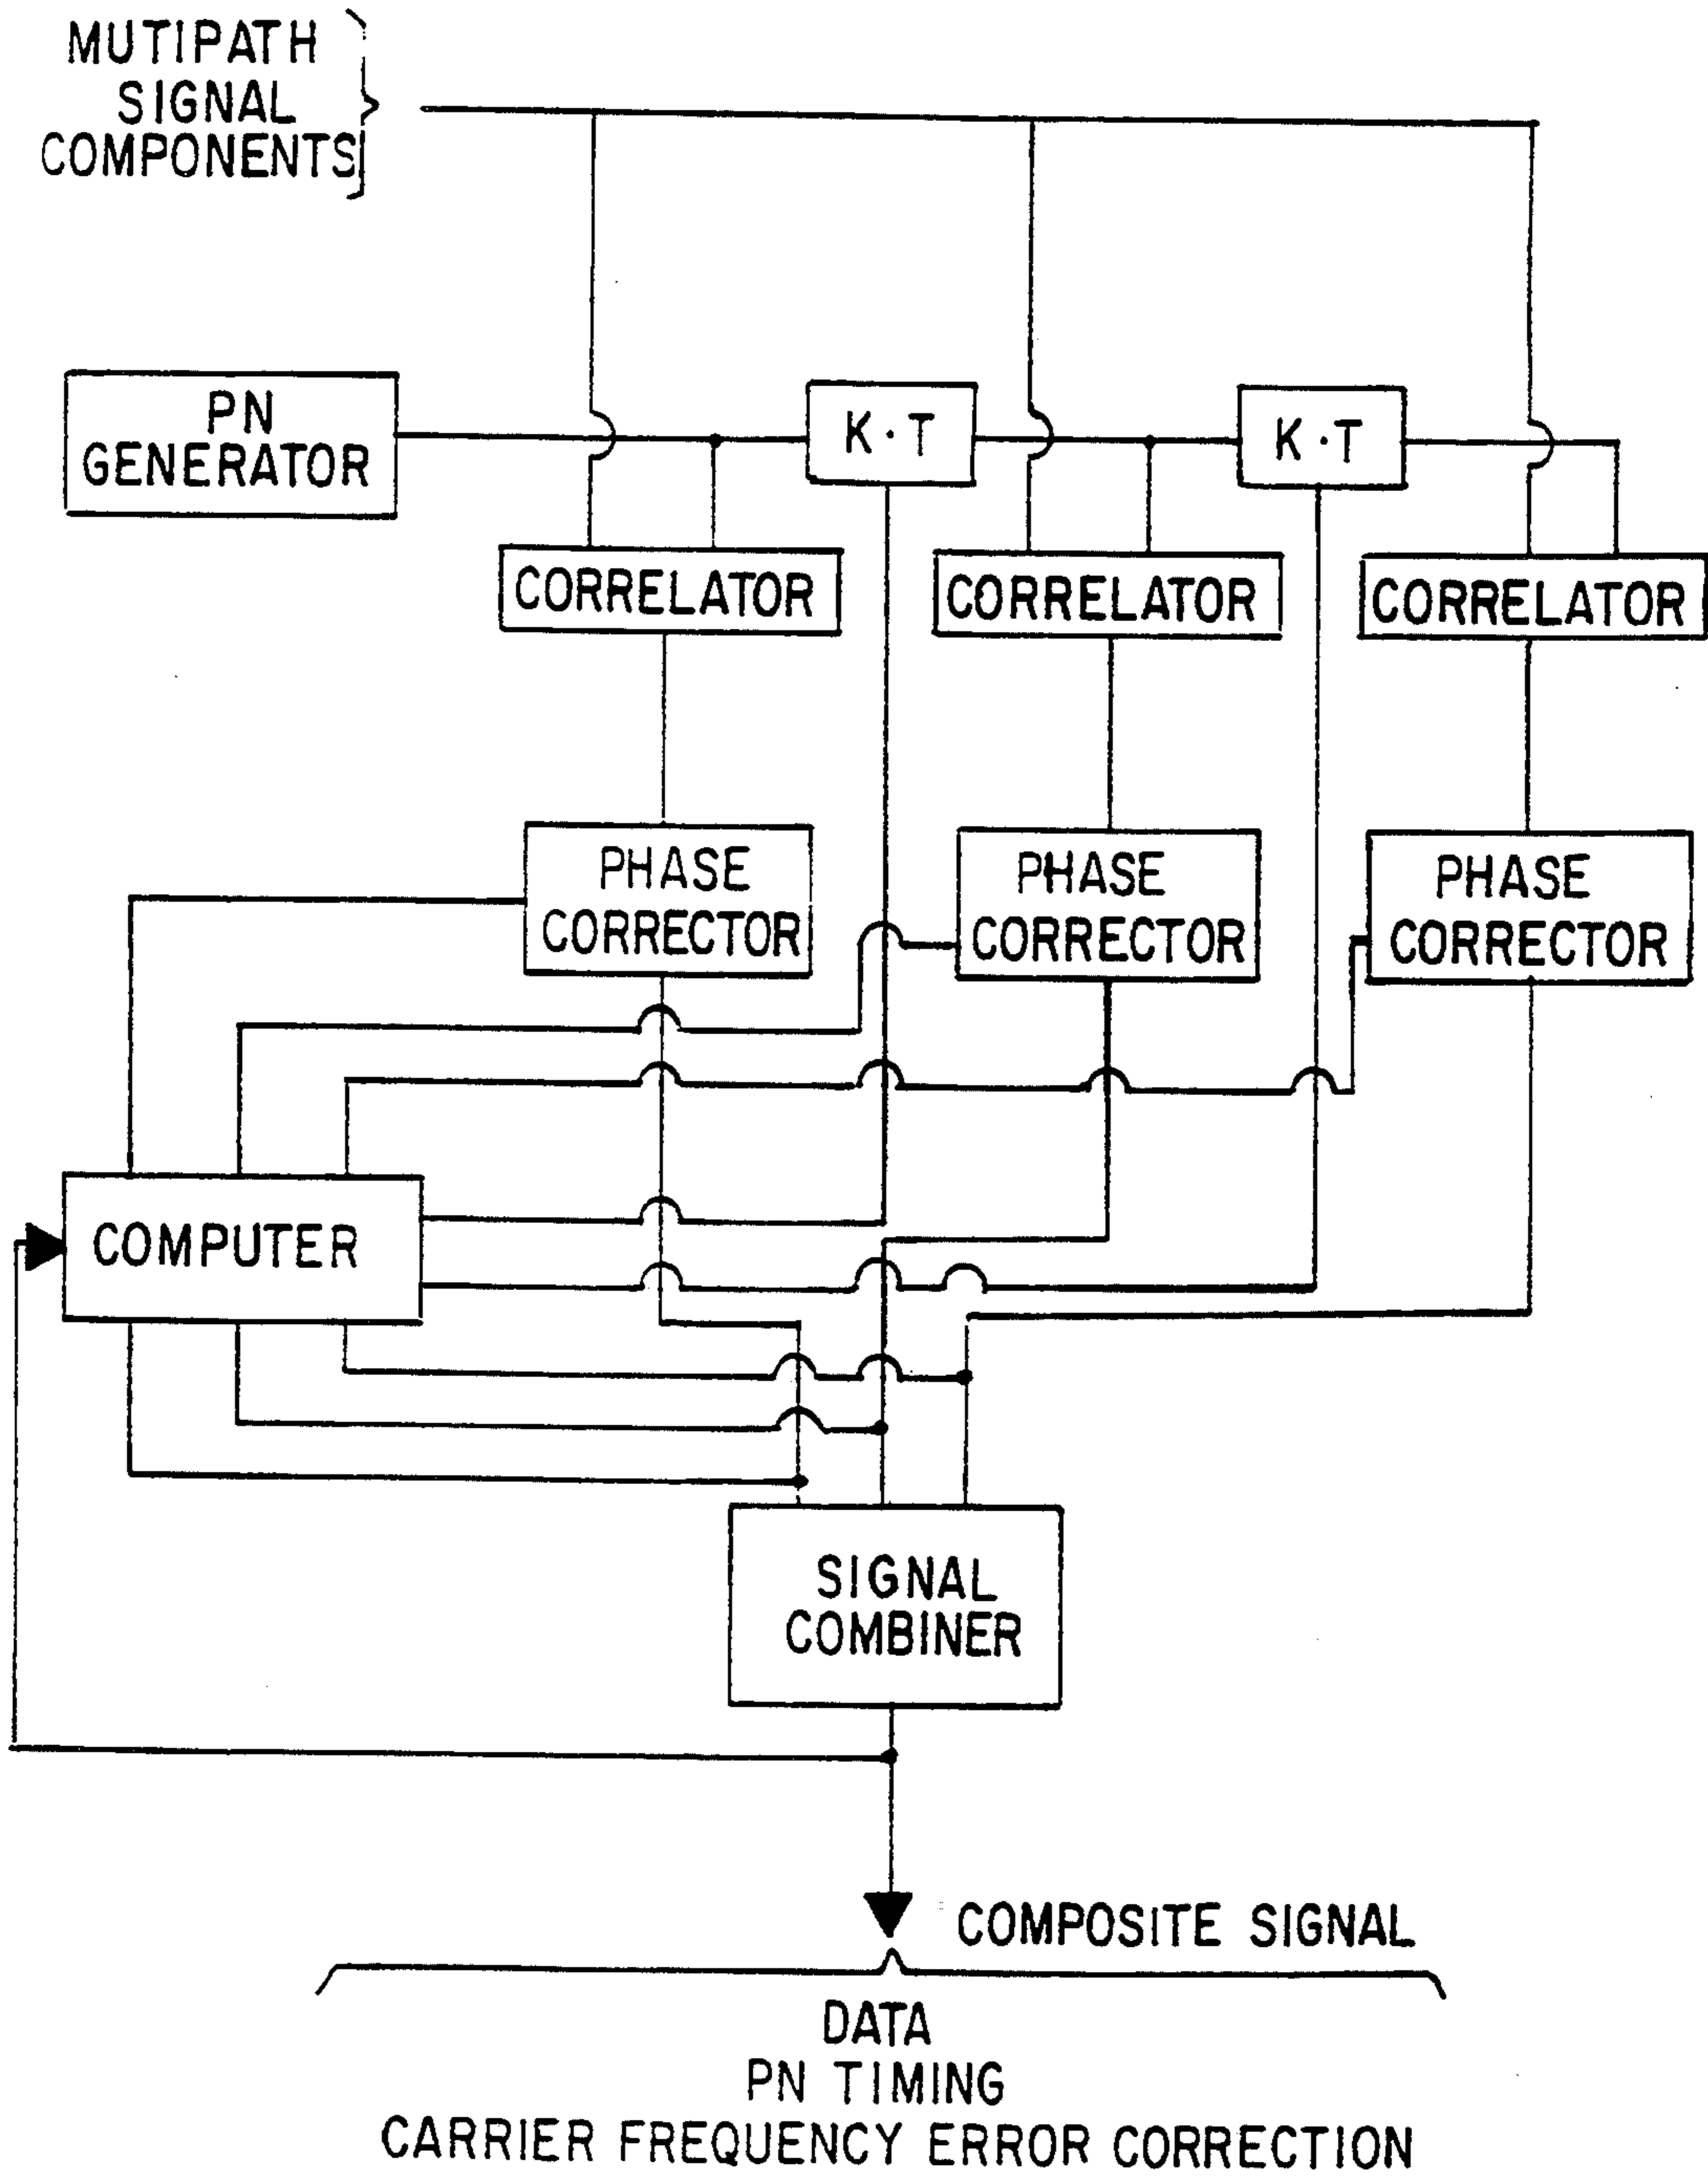 MUTIPATH
SIGNAL
COMPONENTS
PN
GENERATOR
K·T
K·T
CORRELATOR
CORRELATOR
CORRELATOR
PHASE
CORRECTOR
PHASE
CORRECTOR
PHASE
CORRECTOR
COMPUTER
SIGNAL
COMBINER
COMPOSITE SIGNAL
DATA
PN TIMING
CARRIER FREQUENCY ERROR CORRECTION